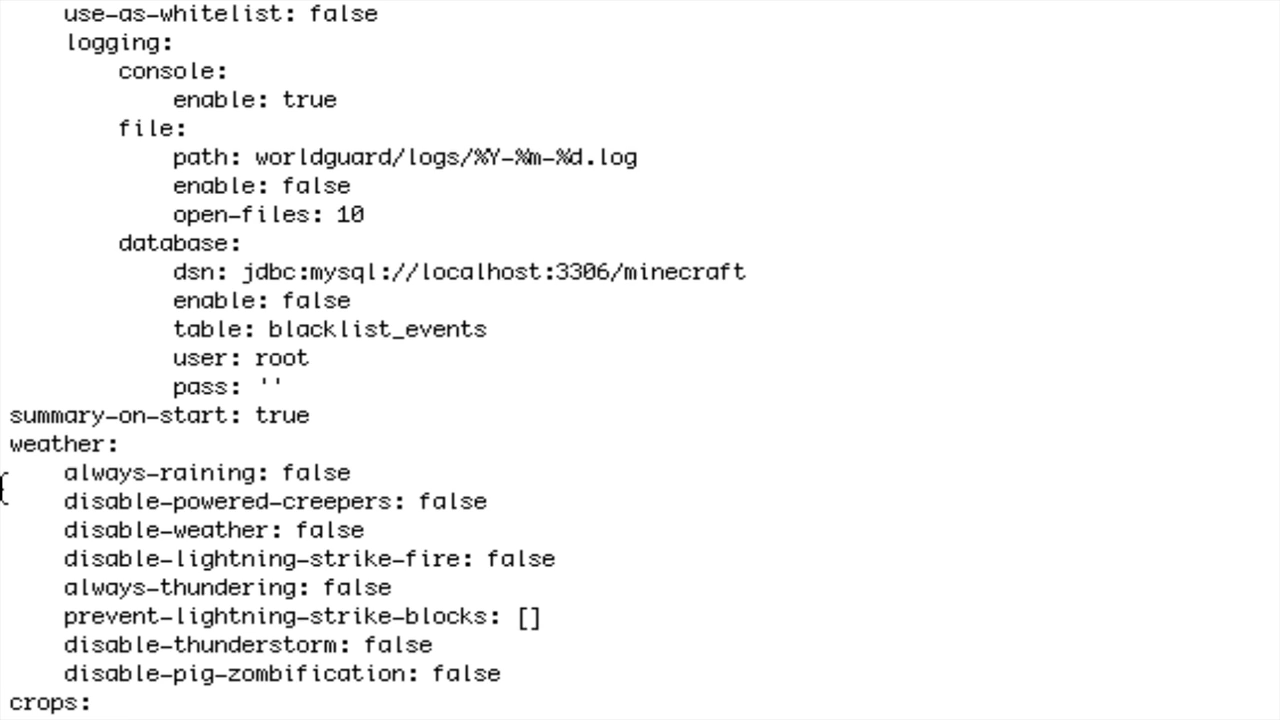 use-as-whitelist: false
logging:
console:
enable: true
file:
path: worldguard/logs/%Y-%m-%d.log
enable: false
open-files: 10
database:
dsn: jdbc:mysql://localhost:3306/minecraft
enable: false
table: blacklist_events
user: root
pass: ''
summary-on-start: true
weather:
always-raining: false
disable-powered-creepers: false
disable-weather: false
disable-lightning-strike-fire: false
always-thundering: false
prevent-lightning-strike-blocks: []
disable-thunderstorm: false
disable-pig-zombification: false
crops: